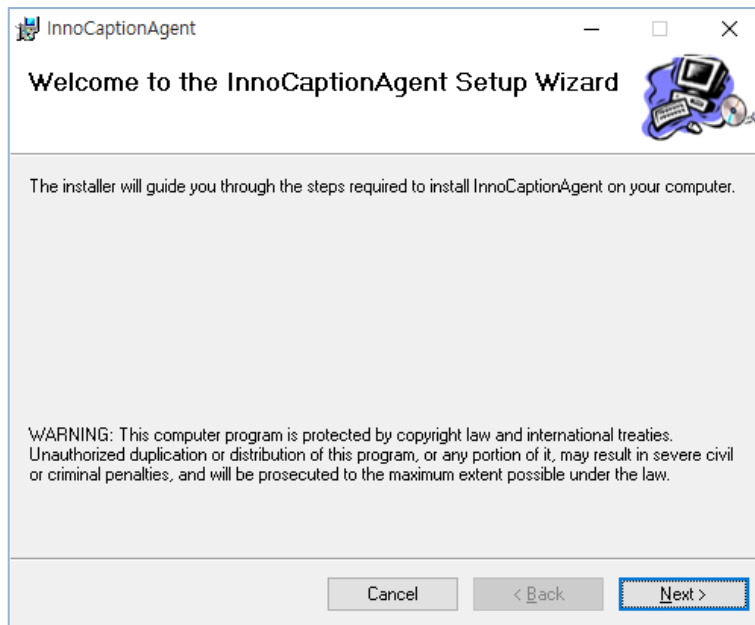 InnoCaptionAgent
Welcome to the InnoCaptionAgent Setup Wizard
The installer will guide you through the steps required to install InnoCaptionAgent on your computer.
WARNING: This computer program is protected by copyright law and international treaties.
Unauthorized duplication or distribution of this program, or any portion of it, may result in severe civil
or criminal penalties, and will be prosecuted to the maximum extent possible under the law.
Cancel < Back Next >